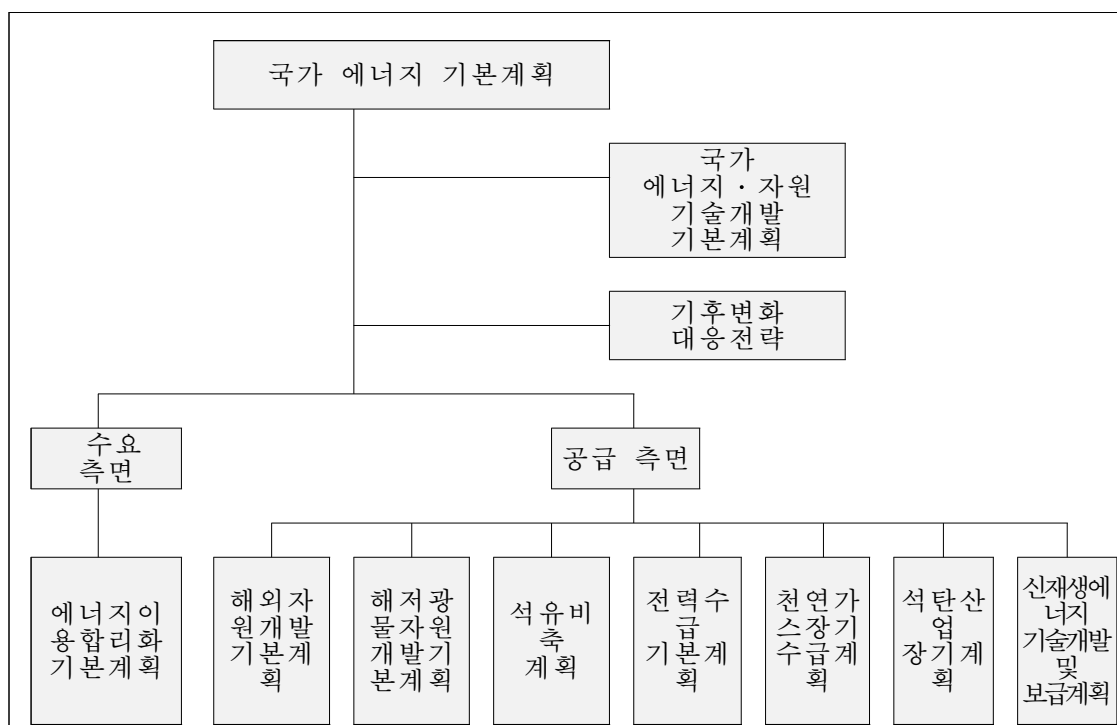 국가 에너지 기본계획
국가
에너지·자원
기술개발
기본계획
기후변화
대응전략
수요
측면
공급 측면
에너지이
용합리화
기본계획
해외자
원개발
기본계
획
해저광
물자원
개발기
본계획
석유비
축
계획
전력수
급
기본계
획
천연가
스장기
수급계
획
석탄산
업
장기계
획
신재생에
너지
기술개발
및
보급계획